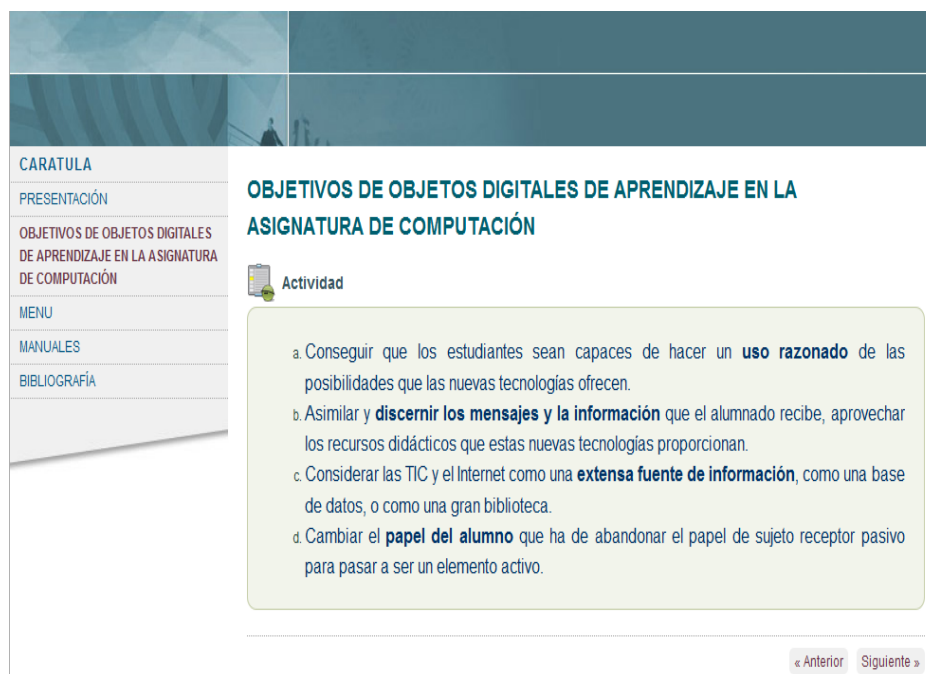 CARATULA
PRESENTACIÓN
OBJETIVOS DE OBJETOS DIGITALES
DE APRENDIZAJE EN LA ASIGNATURA
DE COMPUTACIÓN
MENU
MANUALES
BIBLIOGRAFÍA
OBJETIVOS DE OBJETOS DIGITALES DE APRENDIZAJE EN LA
ASIGNATURA DE COMPUTACIÓN
Actividad
a. Conseguir que los estudiantes sean capaces de hacer un uso razonado de las
posibilidades que las nuevas tecnologías ofrecen.
b. Asimilar y discernir los mensajes y la información que el alumnado recibe, aprovechar
los recursos didácticos que estas nuevas tecnologías proporcionan.
c. Considerar las TIC y el Internet como una extensa fuente de información, como una base
de datos, o como una gran biblioteca.
d. Cambiar el papel del alumno que ha de abandonar el papel de sujeto receptor pasivo
para pasar a ser un elemento activo.
« Anterior Siguiente »